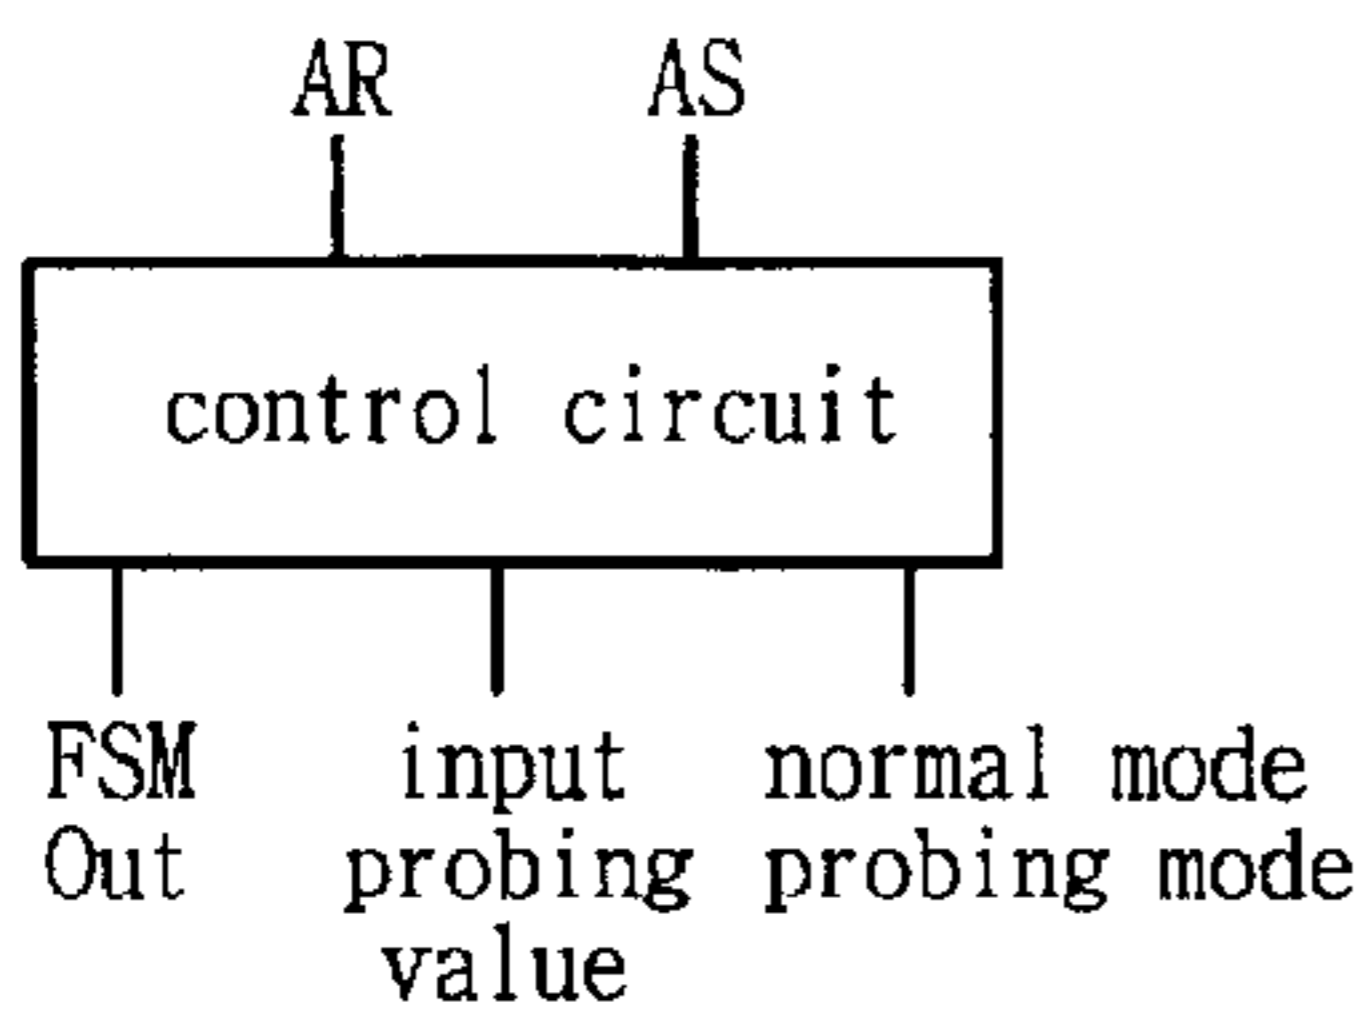 AR AS
control circuit
FSM input normal mode
Out probing probing mode
value